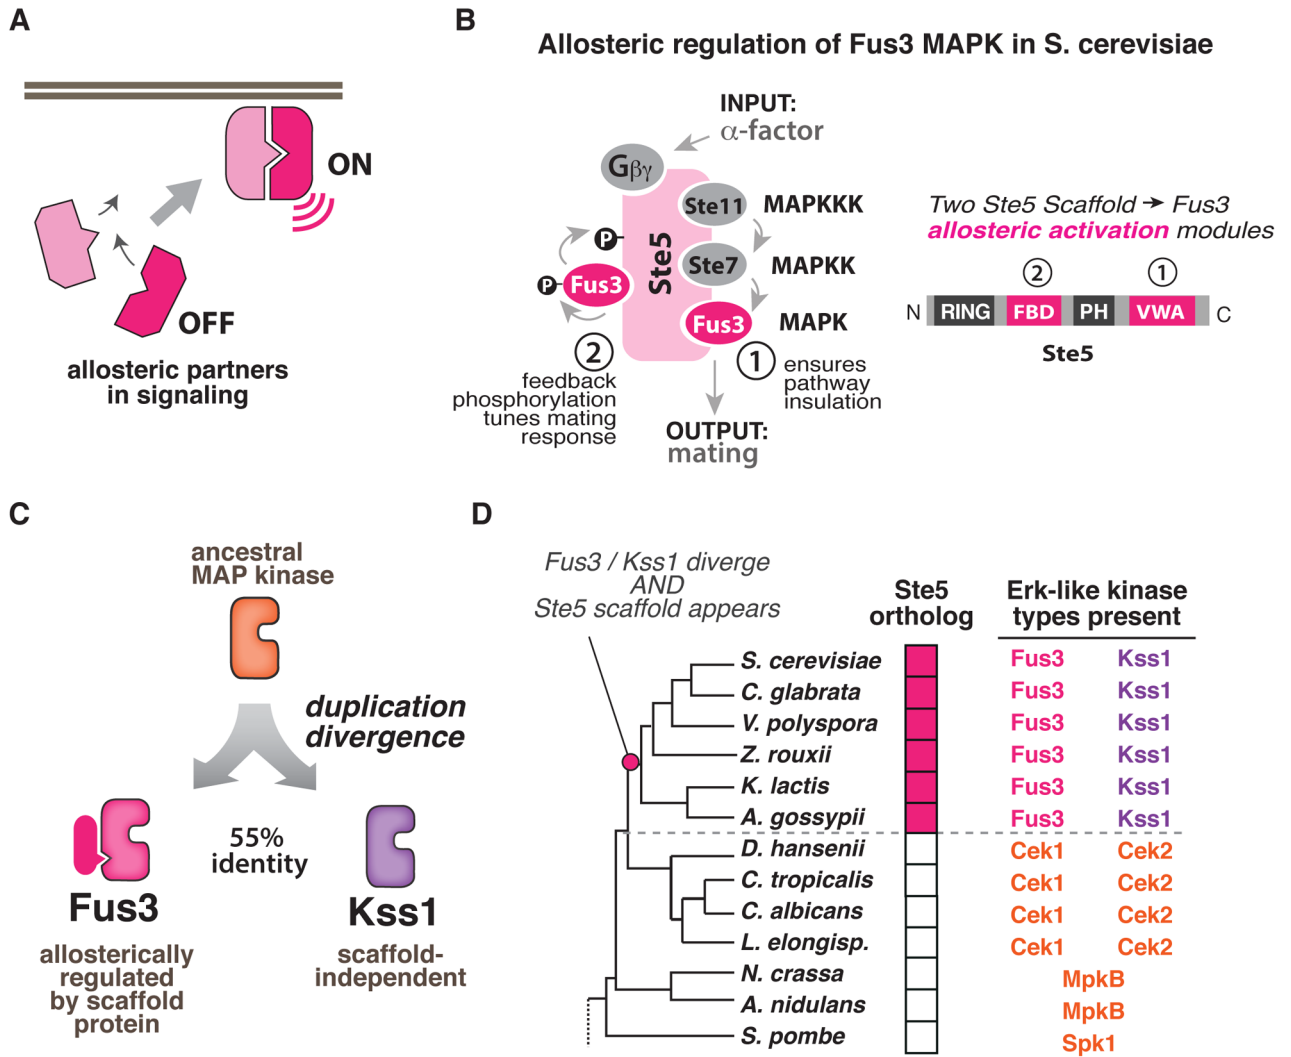 A
ON
OFF
allosteric partners
in signaling
B
Allosteric regulation of Fus3 MAPK in S. cerevisiae
INPUT:
α-factor
Gβγ
Ste5
Ste11
MAPKKK
Ste7
MAPKK
Fus3
MAPK
P
P
Fus3
2
feedback
phosphorylation
tunes mating
response
1
ensures
pathway
insulation
OUTPUT:
mating
Two Ste5 Scaffold → Fus3
allosteric activation modules
2 1
N RING FBD PH VWA C
Ste5
C
ancestral
MAP kinase
duplication
divergence
55%
identity
Fus3
allosterically
regulated
by scaffold
protein
Kss1
scaffold-
independent
D
Fus3 / Kss1 diverge
AND
Ste5 scaffold appears
Ste5
ortholog
Erk-like kinase
types present
S. cerevisiae Fus3 Kss1
C. glabrata Fus3 Kss1
V. polyspora Fus3 Kss1
Z. rouxii Fus3 Kss1
K. lactis Fus3 Kss1
A. gossypii Fus3 Kss1
D. hansenii Cek1 Cek2
C. tropicalis Cek1 Cek2
C. albicans Cek1 Cek2
L. elongisp. Cek1 Cek2
N. crassa MpkB
A. nidulans MpkB
S. pombe Spk1